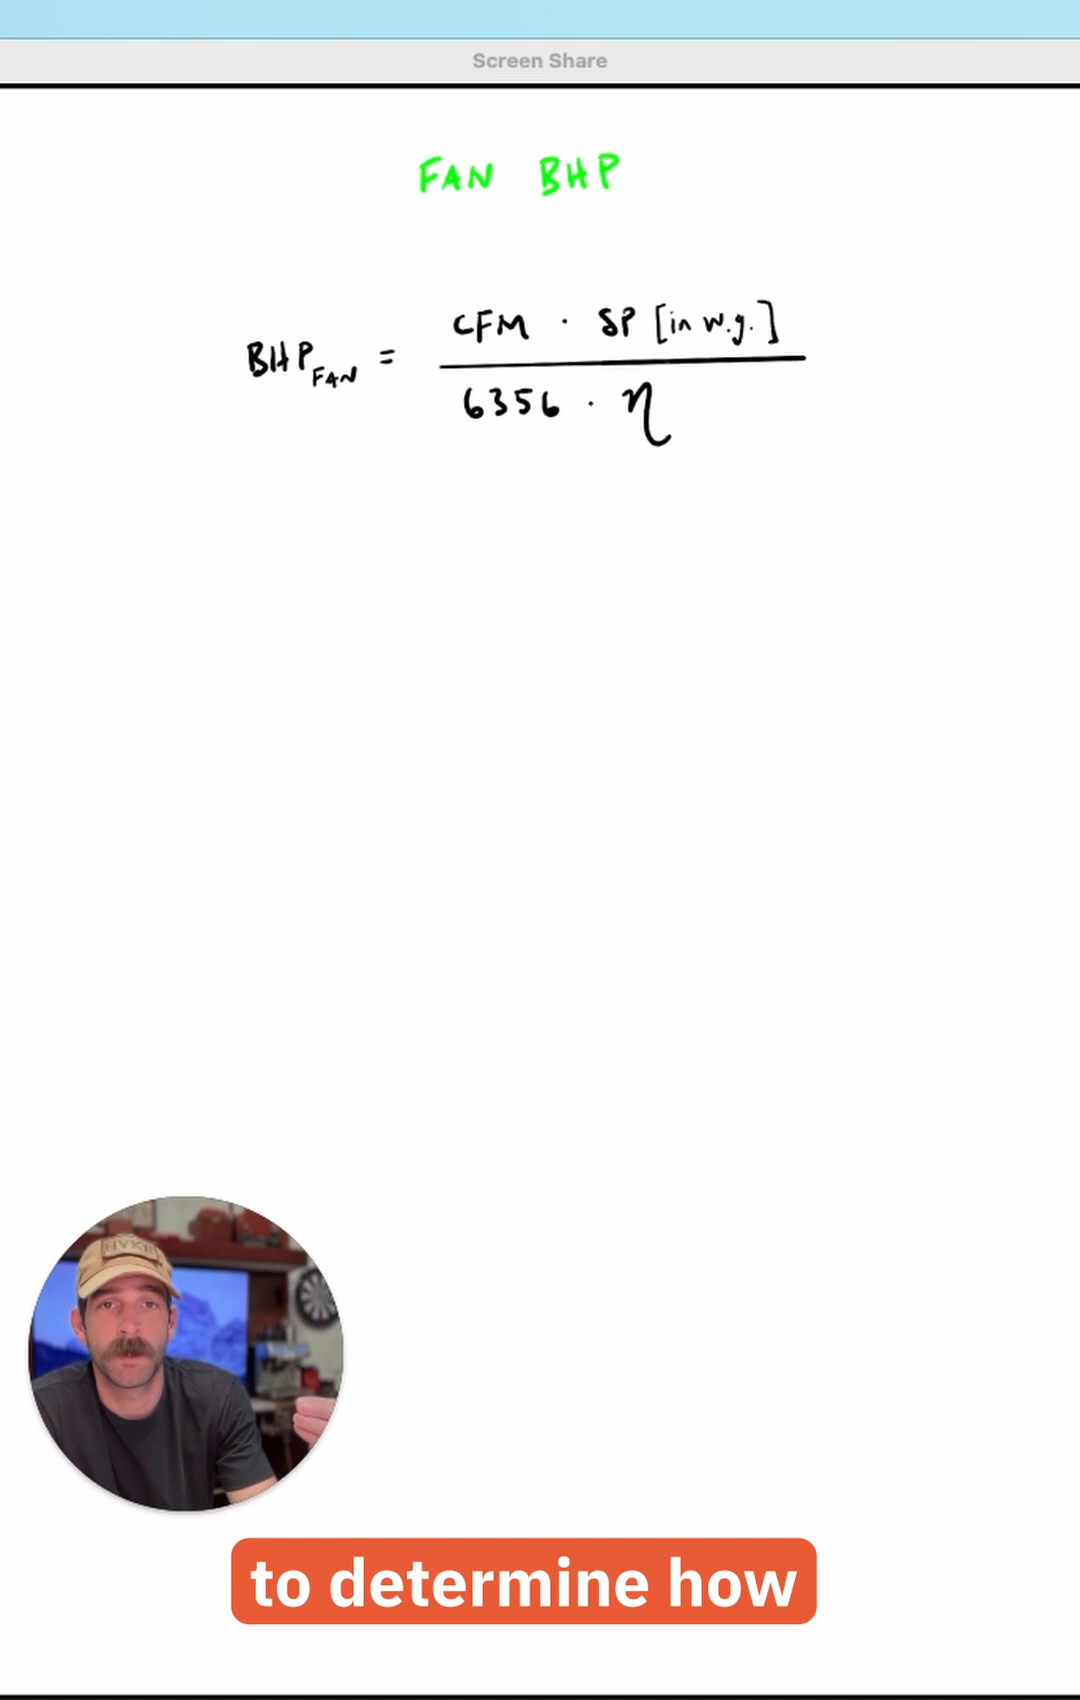 Screen Share
FAN BHP
BHP_FAN = CFM · SP [in w.g.] / 6356 · η
to determine how